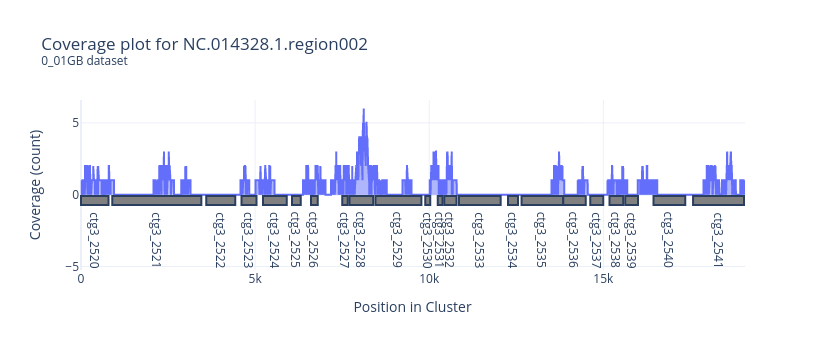 Coverage plot for NC.014328.1.region002
0_01GB dataset
Coverage (count)
5
0
−5
ctg3_2520
ctg3_2521
ctg3_2522
ctg3_2523
ctg3_2524
ctg3_2525
ctg3_2526
ctg3_2527
ctg3_2528
ctg3_2529
ctg3_2530
ctg3_2531
ctg3_2532
ctg3_2533
ctg3_2534
ctg3_2535
ctg3_2536
ctg3_2537
ctg3_2538
ctg3_2539
ctg3_2540
ctg3_2541
0
5k
10k
15k
Position in Cluster